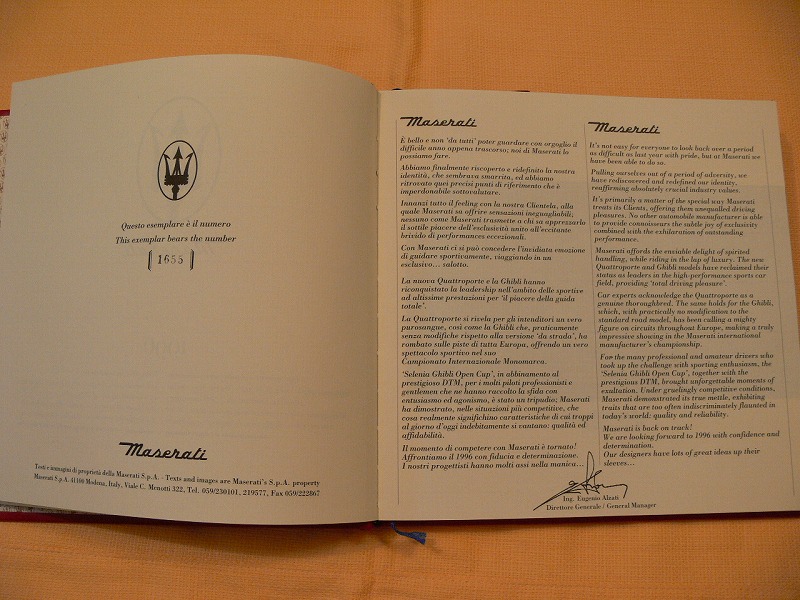 Questo esemplare è il numero
This exemplar bears the number
1655
Maserati
Testi e immagini di proprietà della Maserati S.p.A. - Texts and images are Maserati's S.p.A. property
Maserati S.p.A. 41100 Modena, Italy, Viale C. Menotti 322, Tel. 059/230101, 219577, Fax 059/222867
Maserati
È bello e non 'da tutti' poter guardare con orgoglio il
difficile anno appena trascorso; noi di Maserati lo
possiamo fare.
Abbiamo finalmente riscoperto e ridefinito la nostra
identità, che sembrava smarrita, ed abbiamo
ritrovato quei precisi punti di riferimento che è
imperdonabile sottovalutare.
Innanzi tutto il feeling con la nostra Clientela, alla
quale Maserati sa offrire sensazioni ineguagliabili;
nessuno come Maserati trasmette a chi sa apprezzarlo
il sottile piacere dell'esclusività unito all'eccitante
brivido di performances eccezionali.
Con Maserati ci si può concedere l'invidiata emozione
di guidare sportivamente, viaggiando in un
esclusivo... salotto.
La nuova Quattroporte e la Ghibli hanno
riconquistato la leadership nell'ambito delle sportive
ad altissime prestazioni per 'il piacere della guida
totale'.
La Quattroporte si rivela per gli intenditori un vero
purosangue, così come la Ghibli che, praticamente
senza modifiche rispetto alla versione 'da strada', ha
rombato sulle piste di tutta Europa, offrendo un vero
spettacolo sportivo nel suo
Campionato Internazionale Monomarca.
'Selenia Ghibli Open Cup', in abbinamento al
prestigioso DTM, per i molti piloti professionisti e
gentlemen che ne hanno raccolto la sfida con
entusiasmo ed agonismo, è stato un tripudio; Maserati
ha dimostrato, nelle situazioni più competitive, che
cosa realmente significhino caratteristiche di cui troppi
al giorno d'oggi indebitamente si vantano: qualità ed
affidabilità.
Il momento di competere con Maserati è tornato!
Affrontiamo il 1996 con fiducia e determinazione.
I nostri progettisti hanno molti assi nella manica...
Maserati
It's not easy for everyone to look back over a period
as difficult as last year with pride, but at Maserati we
have been able to do so.
Pulling ourselves out of a period of adversity, we
have rediscovered and redefined our identity,
reaffirming absolutely crucial industry values.
It's primarily a matter of the special way Maserati
treats its Clients, offering them unequalled driving
pleasures. No other automobile manufacturer is able
to provide connoisseurs the subtle joy of exclusivity
combined with the exhilaration of outstanding
performance.
Maserati affords the enviable delight of spirited
handling, while riding in the lap of luxury. The new
Quattroporte and Ghibli models have reclaimed their
status as leaders in the high-performance sports car
field, providing 'total driving pleasure'.
Car experts acknowledge the Quattroporte as a
genuine thoroughbred. The same holds for the Ghibli,
which, with practically no modification to the
standard road model, has been calling a mighty
figure on circuits throughout Europe, making a truly
impressive showing in the Maserati international
manufacturer's championship.
For the many professional and amateur drivers who
took up the challenge with sporting enthusiasm, the
'Selenia Ghibli Open Cup', together with the
prestigious DTM, brought unforgettable moments of
exultation. Under gruelingly competitive conditions,
Maserati demonstrated its true mettle, exhibiting
traits that are too often indiscriminately flaunted in
today's world: quality and reliability.
Maserati is back on track!
We are looking forward to 1996 with confidence and
determination.
Our designers have lots of great ideas up their
sleeves...
Ing. Eugenio Alzati
Direttore Generale / General Manager